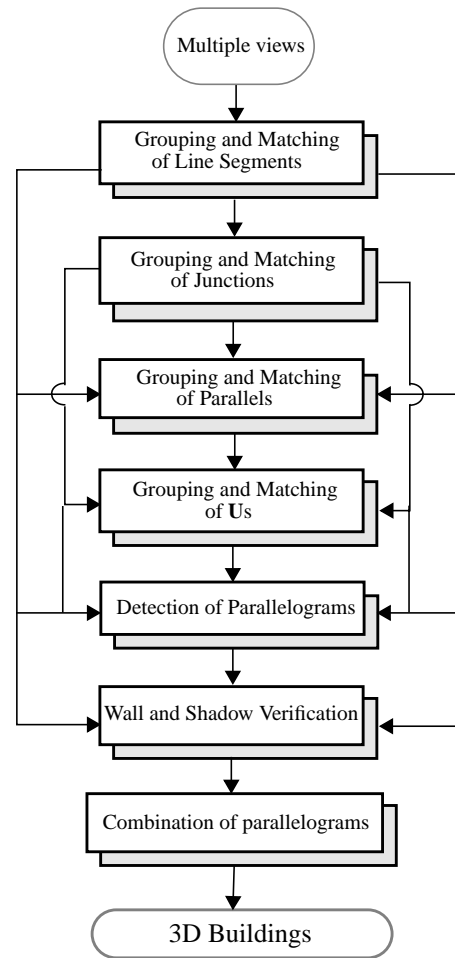 Multiple views
Grouping and Matching
of Line Segments
Grouping and Matching
of Junctions
Grouping and Matching
of Parallels
Grouping and Matching
of Us
Detection of Parallelograms
Wall and Shadow Verification
Combination of parallelograms
3D Buildings